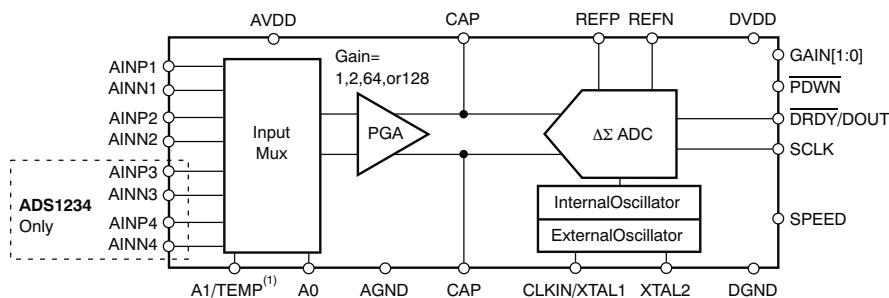 AVDD
CAP
REFP
REFN
DVDD
Gain=
1,2,64,or128
AINP1
AINN1
AINP2
AINN2
AINP3
AINN3
AINP4
AINN4
ADS1234
Only
Input
Mux
PGA
ΔΣ ADC
InternalOscillator
ExternalOscillator
GAIN[1:0]
PDWN
DRDY/DOUT
SCLK
SPEED
A1/TEMP(1)
A0
AGND
CAP
CLKIN/XTAL1
XTAL2
DGND